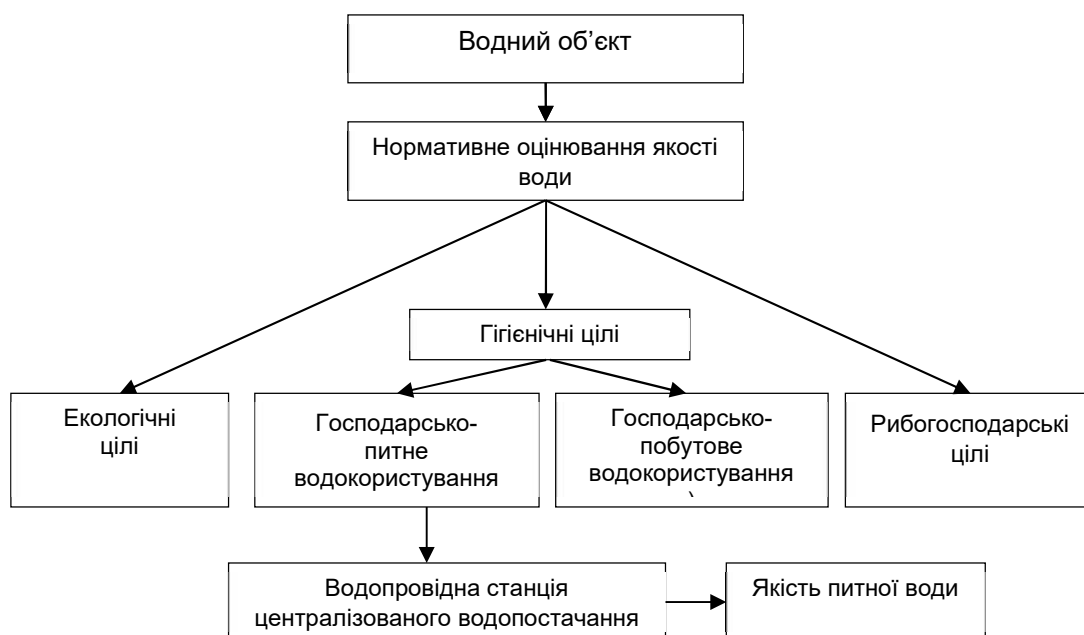 Водний об’єкт
Нормативне оцінювання якості
води
Гігієнічні цілі
Екологічні
цілі
Господарсько-
питне
водокористування
Господарсько-
побутове
водокористування
\
Рибогосподарські
цілі
Водопровідна станція
централізованого водопостачання
Якість питної води